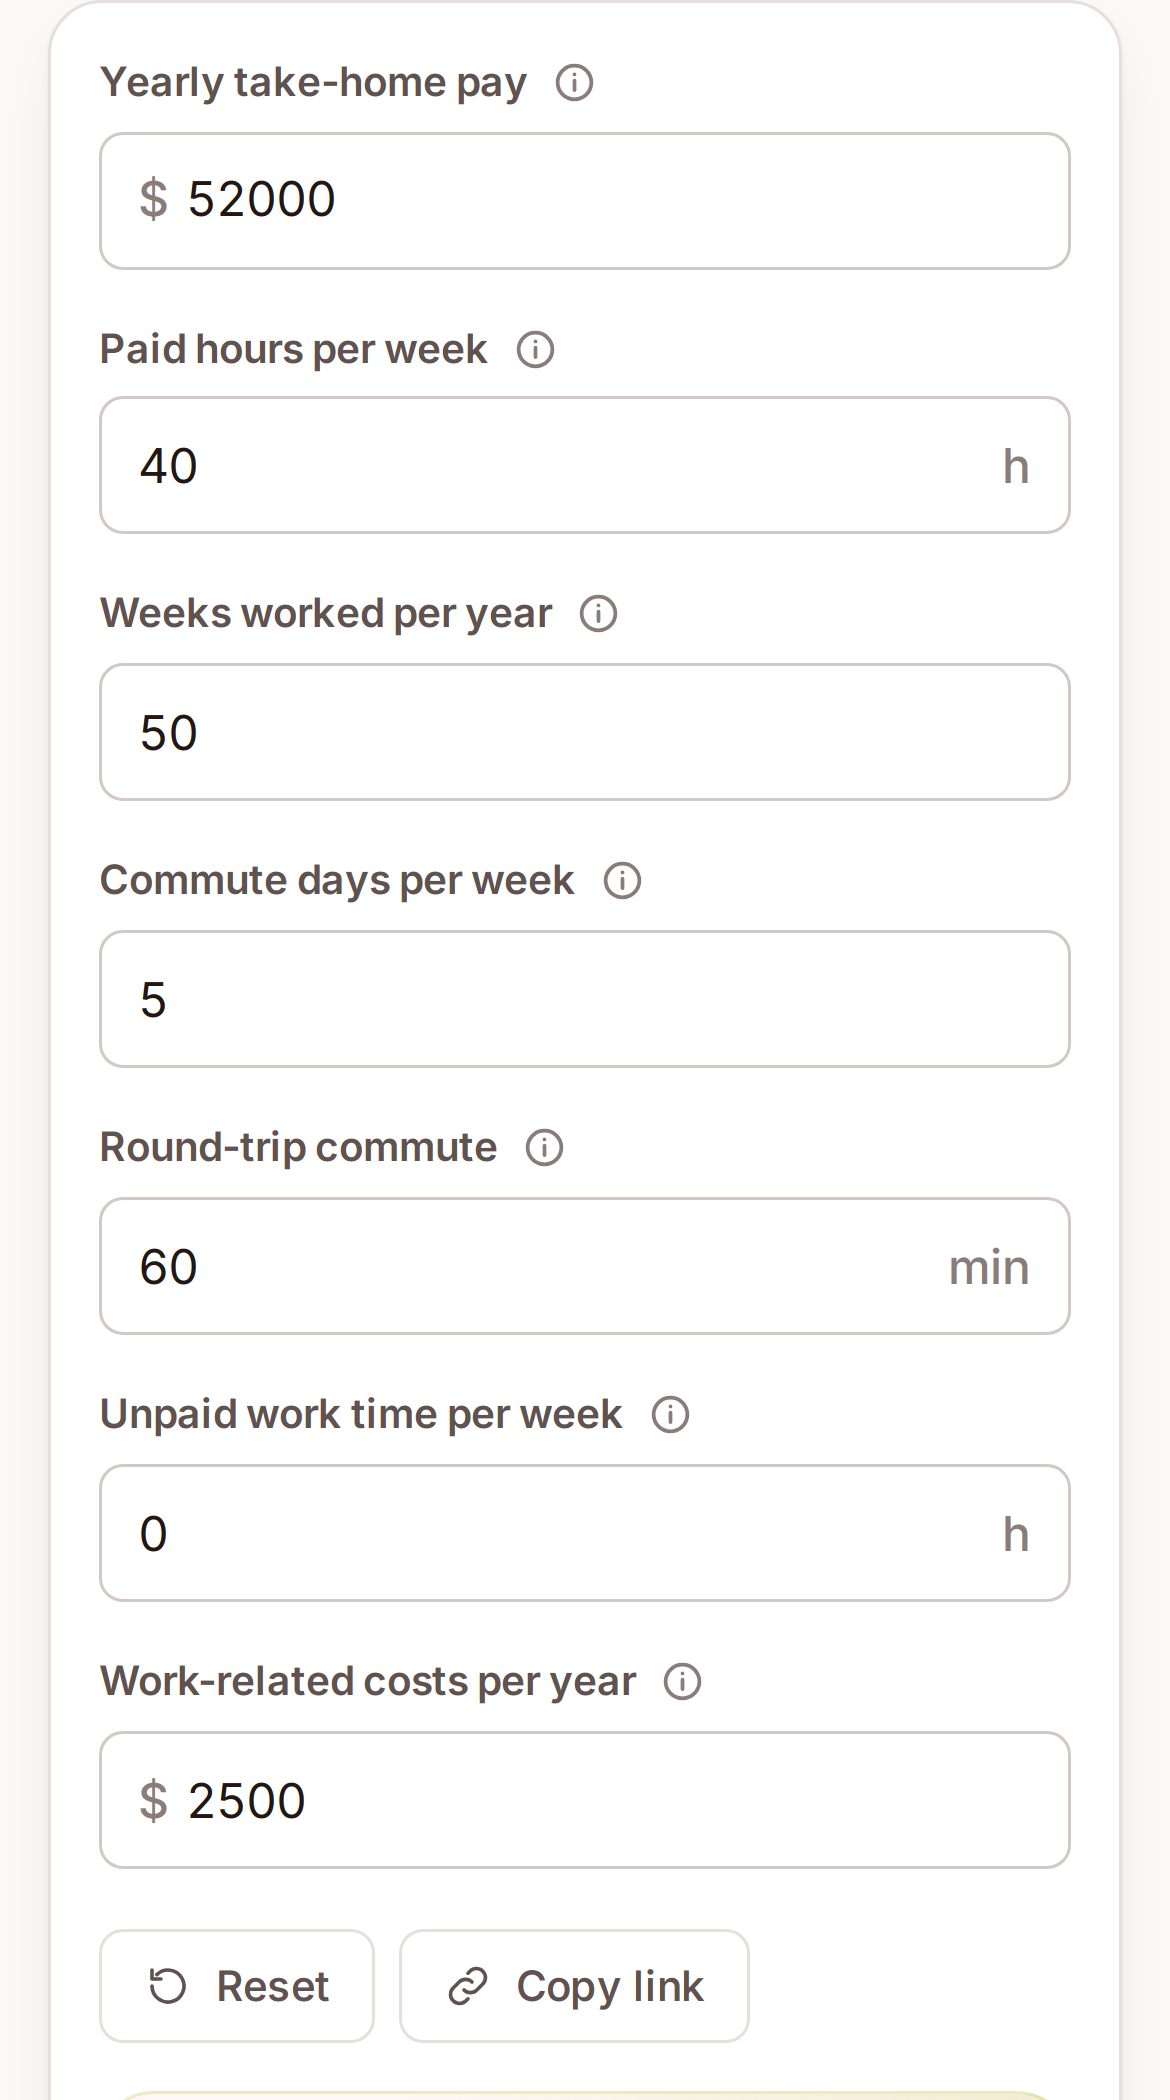 Yearly take-home pay
$ 52000
Paid hours per week
40 h
Weeks worked per year
50
Commute days per week
5
Round-trip commute
60 min
Unpaid work time per week
0 h
Work-related costs per year
$ 2500
Reset Copy link